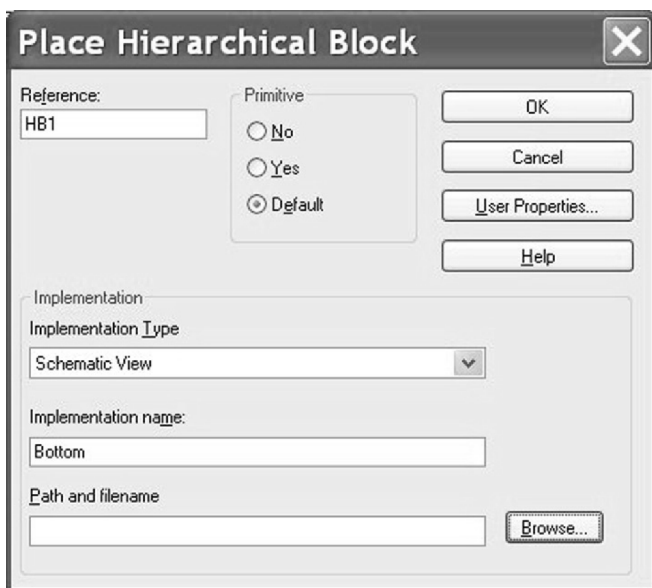 Place Hierarchical Block
Reference:
HB1
Primitive
No
Yes
Default
OK
Cancel
User Properties...
Help
Implementation
Implementation Type
Schematic View
Implementation name:
Bottom
Path and filename
Browse...